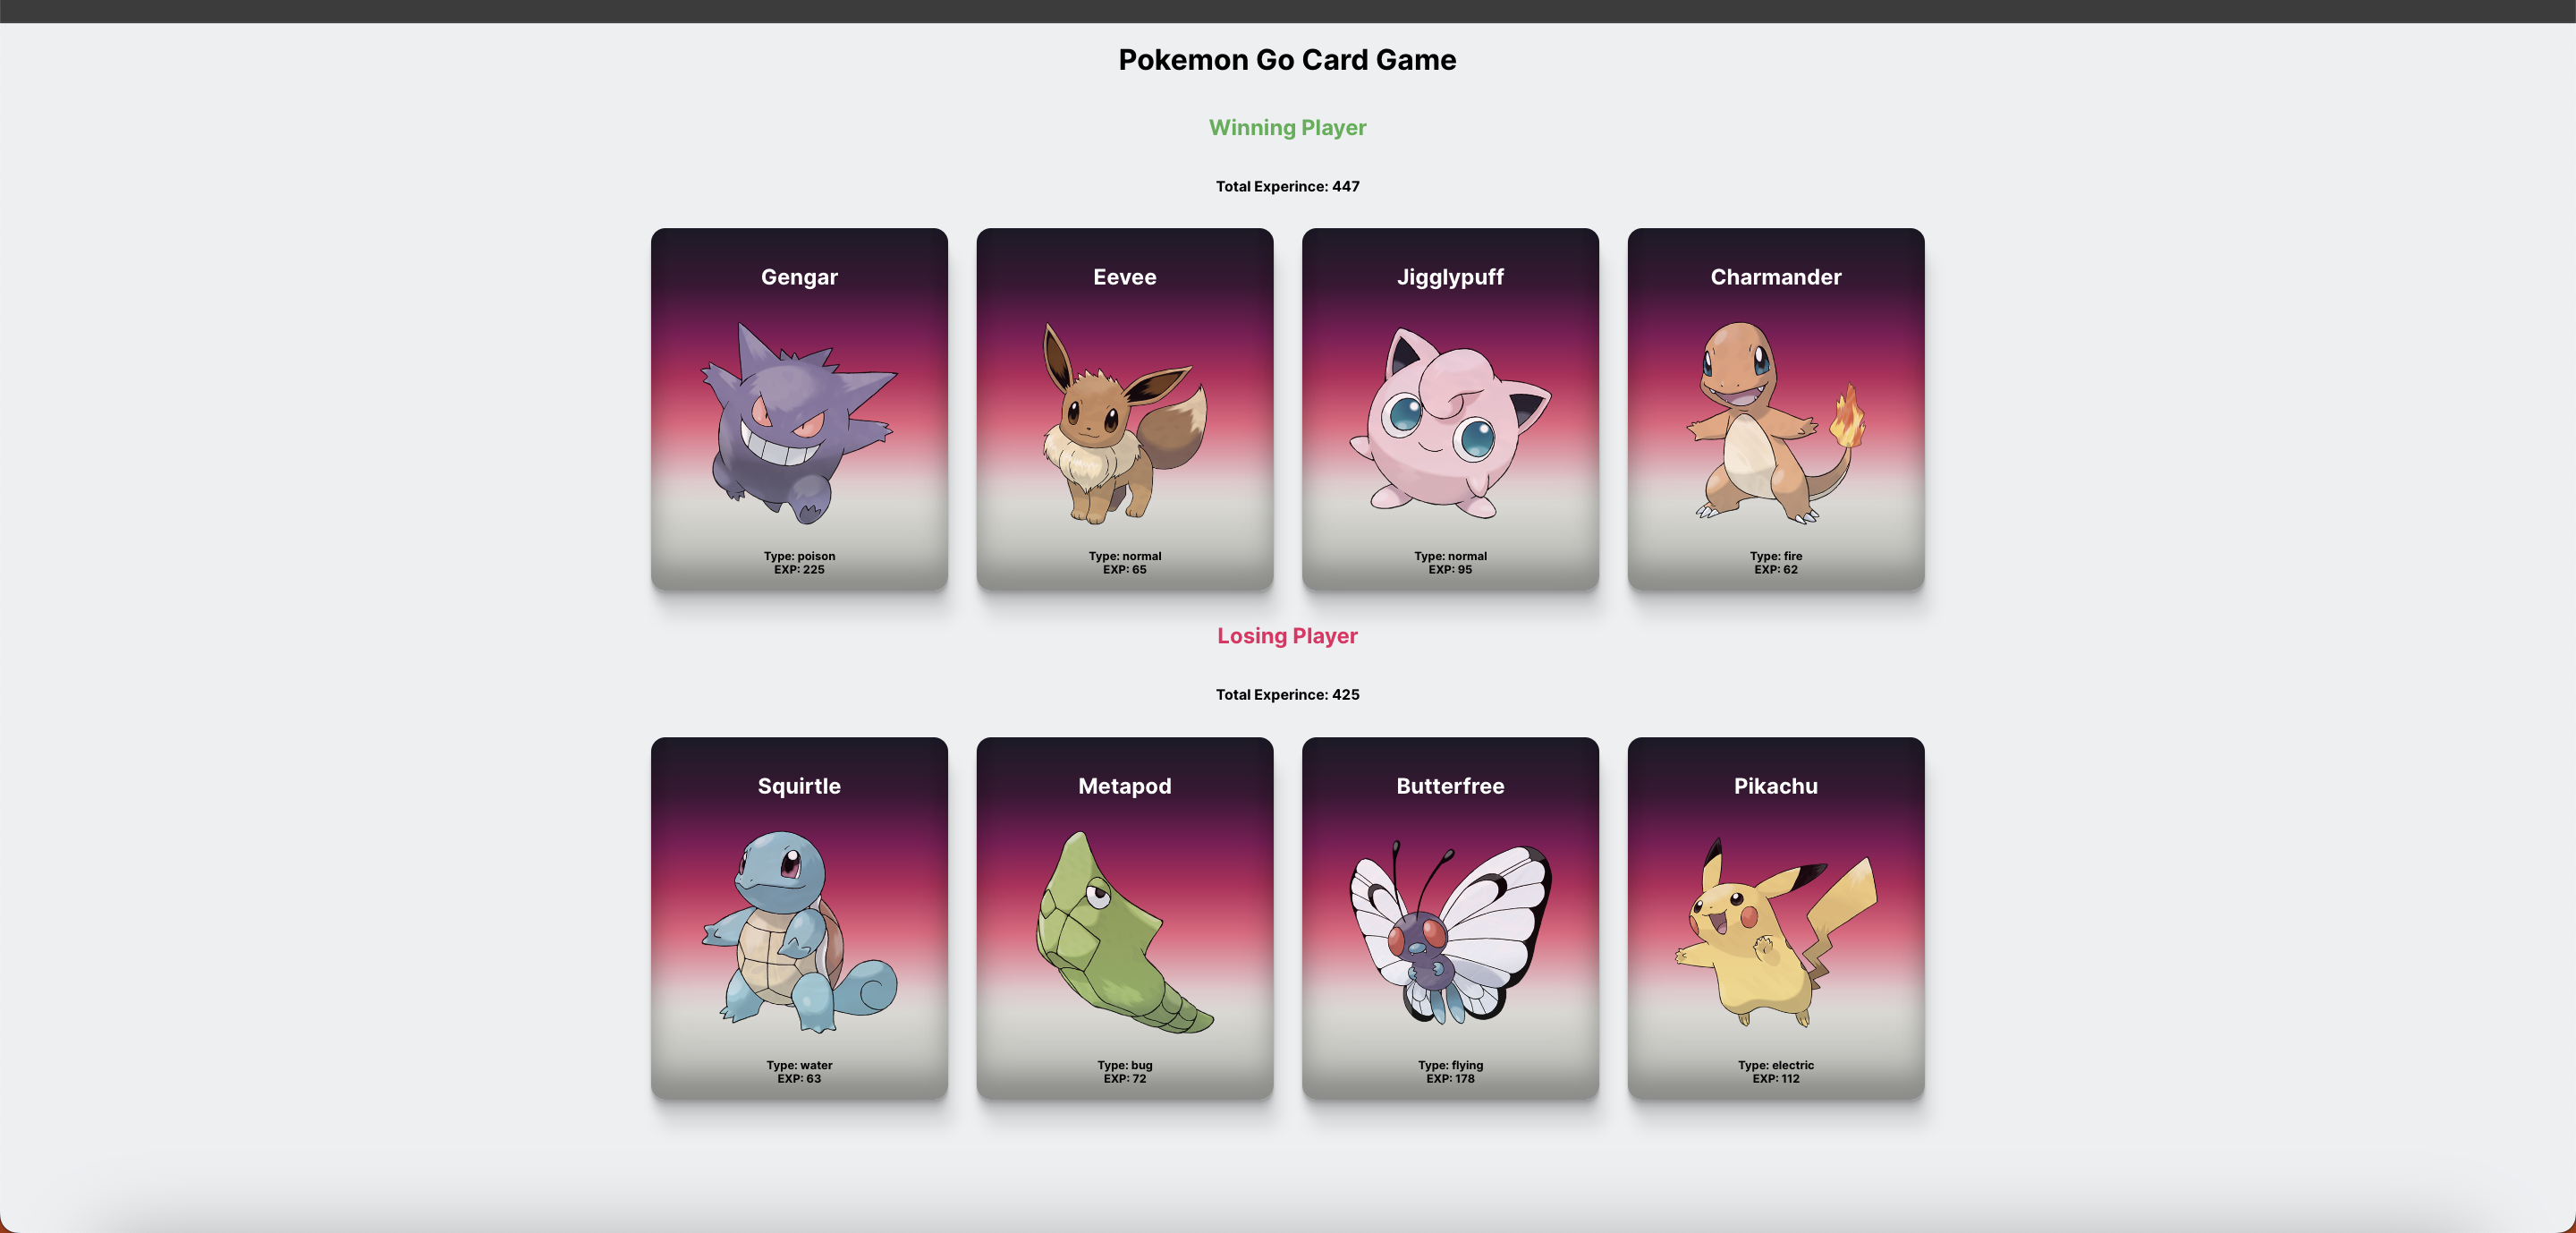 Pokemon Go Card Game
Winning Player
Total Experince: 447
Gengar
Type: poison
EXP: 225
Eevee
Type: normal
EXP: 65
Jigglypuff
Type: normal
EXP: 95
Charmander
Type: fire
EXP: 62
Losing Player
Total Experince: 425
Squirtle
Type: water
EXP: 63
Metapod
Type: bug
EXP: 72
Butterfree
Type: flying
EXP: 178
Pikachu
Type: electric
EXP: 112